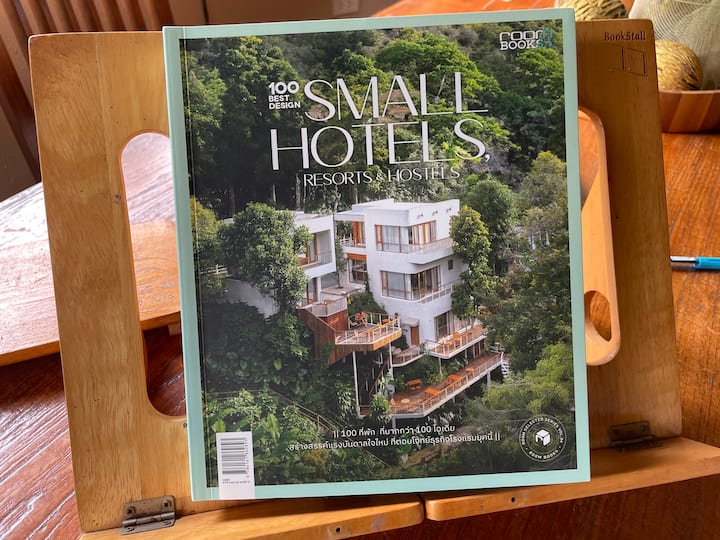 room
BOOKS
BookStall
100
BEST
DESIGN
SMALL
HOTELS,
RESORTS & HOSTELS
|| 100 ที่พัก ที่มากกว่า 100 ไอเดีย
สร้างสรรค์แรงบันดาลใจใหม่ ที่ตอบโจทย์ธุรกิจโรงแรมยุคนี้ ||